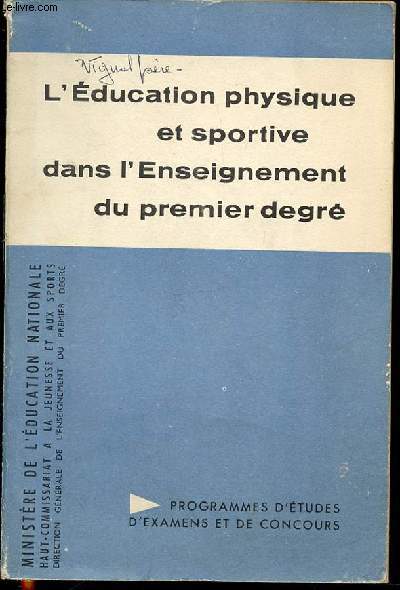 le-livre.com
L'Éducation physique
et sportive
dans l'Enseignement
du premier degré
MINISTÈRE DE L'ÉDUCATION NATIONALE
HAUT-COMMISSARIAT A LA JEUNESSE ET AUX SPORTS
DIRECTION GÉNÉRALE DE L'ENSEIGNEMENT DU PREMIER DEGRÉ
PROGRAMMES D'ÉTUDES
D'EXAMENS ET DE CONCOURS